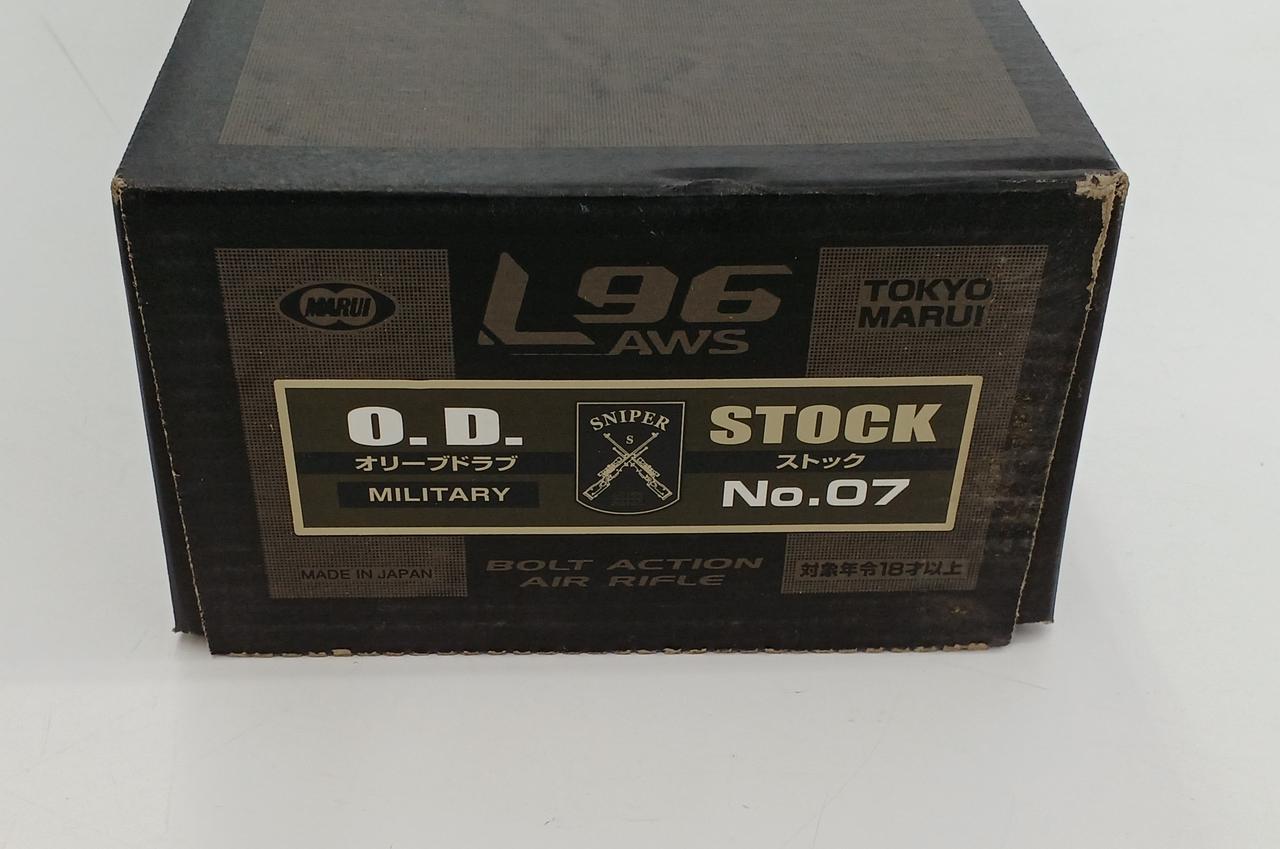 MARUI
L96
AWS
TOKYO
MARUI
O.D.
オリーブドラブ
MILITARY
SNIPER
S
STOCK
ストック
No.07
MADE IN JAPAN
BOLT ACTION
AIR RIFLE
対象年令18才以上